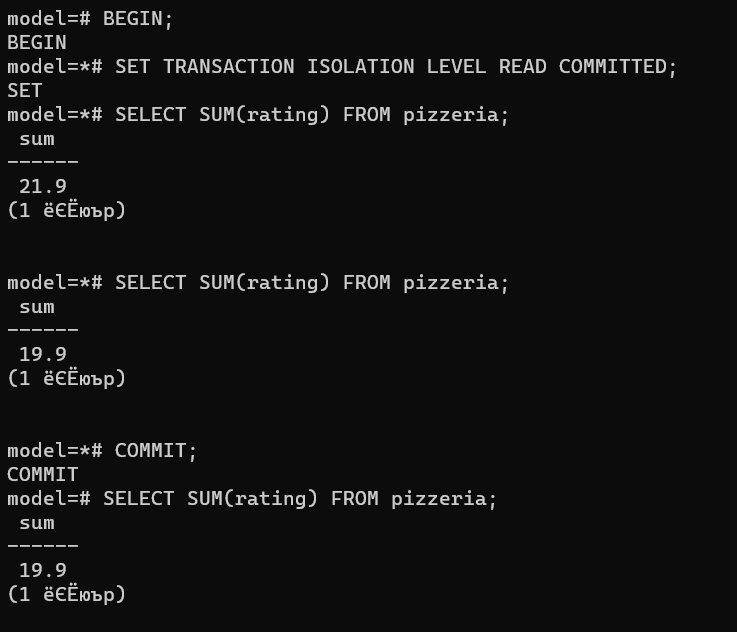 model=# BEGIN;
BEGIN
model=*# SET TRANSACTION ISOLATION LEVEL READ COMMITTED;
SET
model=*# SELECT SUM(rating) FROM pizzeria;
sum
------
21.9
(1 ёЄЁюър)
model=*# SELECT SUM(rating) FROM pizzeria;
sum
------
19.9
(1 ёЄЁюър)
model=*# COMMIT;
COMMIT
model=# SELECT SUM(rating) FROM pizzeria;
sum
------
19.9
(1 ёЄЁюър)